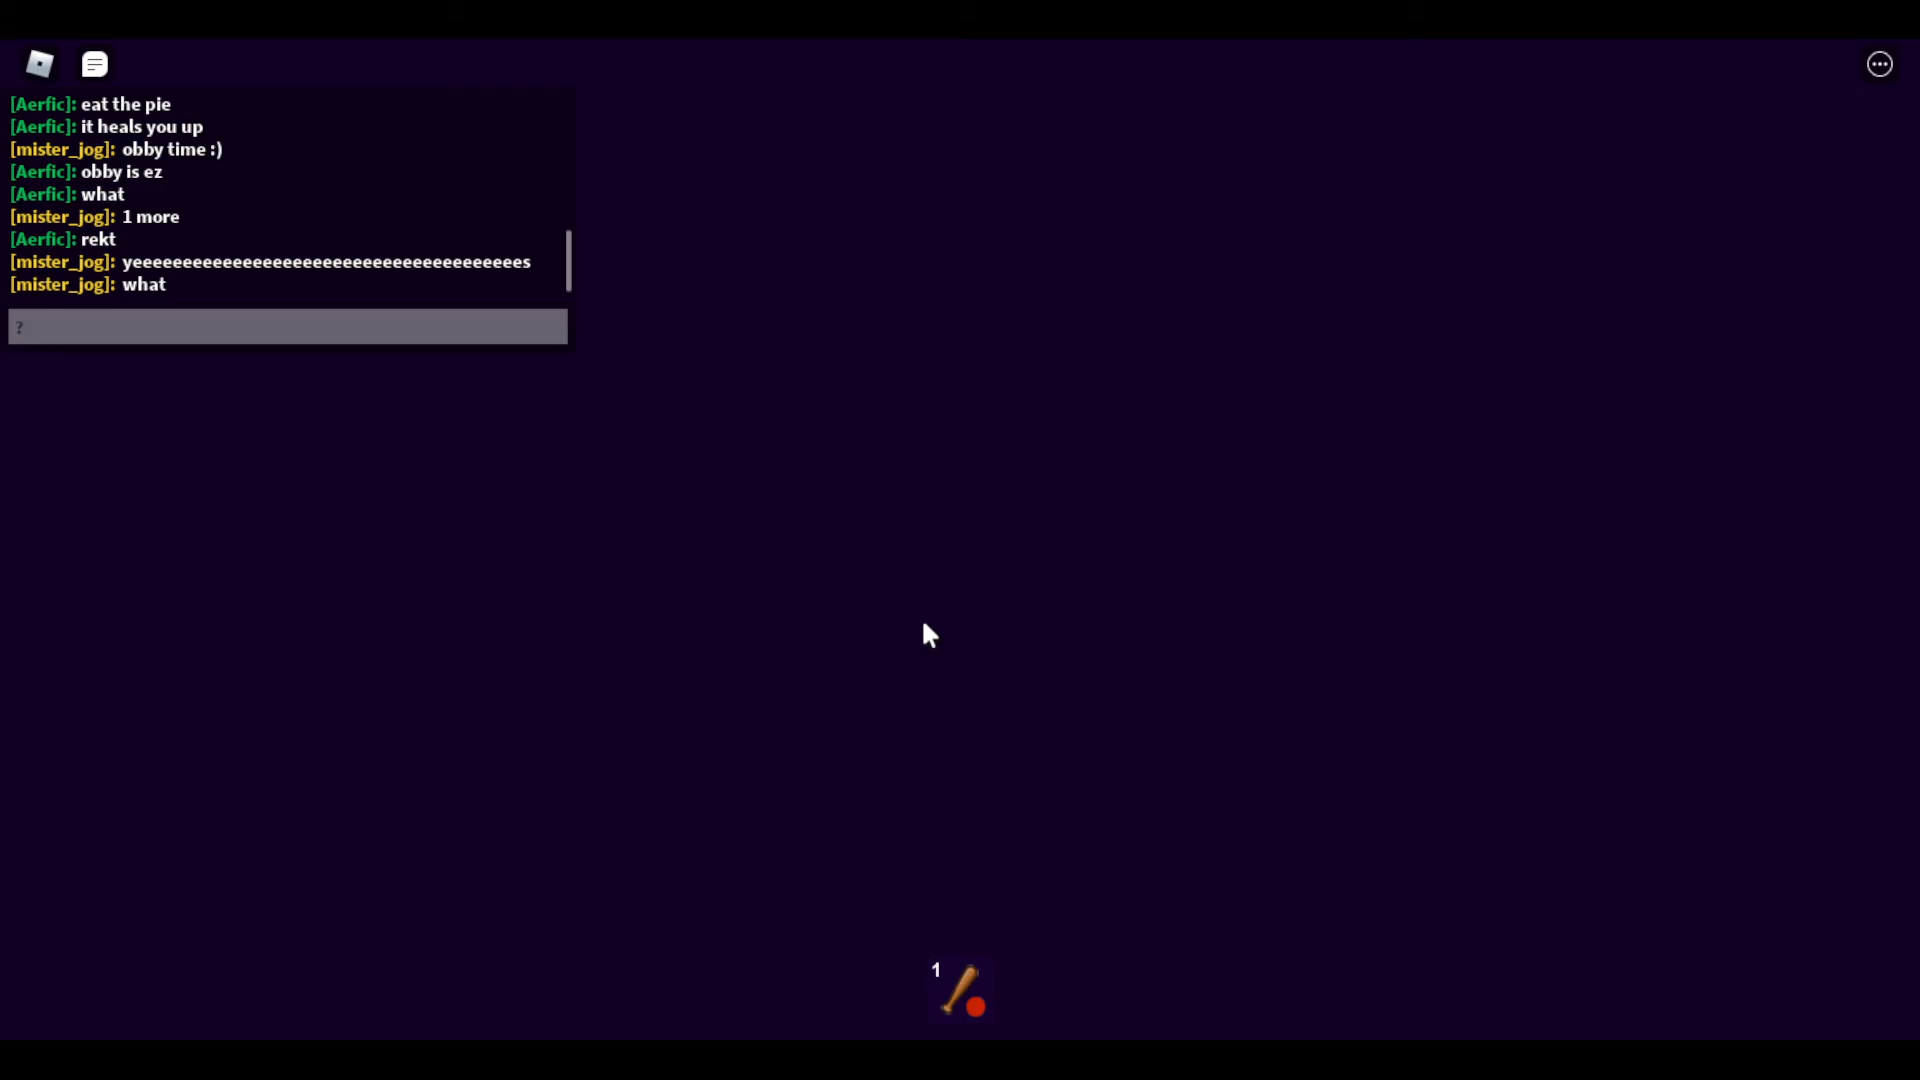 [Aerfic]: eat the pie
[Aerfic]: it heals you up
[mister_jog]: obby time :)
[Aerfic]: obby is ez
[Aerfic]: what
[mister_jog]: 1 more
[Aerfic]: rekt
[mister_jog]: yeeeeeeeeeeeeeeeeeeeeeeeeeeeeeeeeeeeeeeees
[mister_jog]: what
?
1